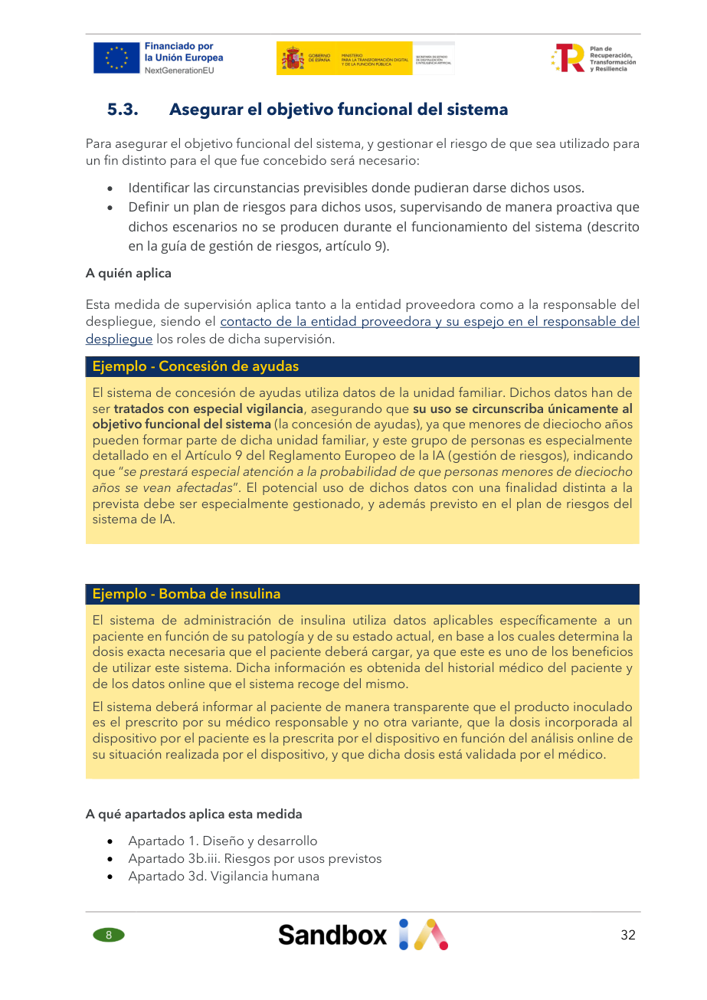 Financiado por
la Unión Europea
NextGenerationEU
GOBIERNO
DE ESPAÑA
MINISTERIO
PARA LA TRANSFORMACIÓN DIGITAL
Y DE LA FUNCIÓN PÚBLICA
SECRETARÍA DE ESTADO
DE DIGITALIZACIÓN
E INTELIGENCIA ARTIFICIAL
Plan de
Recuperación,
Transformación
y Resiliencia
5.3. Asegurar el objetivo funcional del sistema
Para asegurar el objetivo funcional del sistema, y gestionar el riesgo de que sea utilizado para
un fin distinto para el que fue concebido será necesario:
• Identificar las circunstancias previsibles donde pudieran darse dichos usos.
• Definir un plan de riesgos para dichos usos, supervisando de manera proactiva que
dichos escenarios no se producen durante el funcionamiento del sistema (descrito
en la guía de gestión de riesgos, artículo 9).
A quién aplica
Esta medida de supervisión aplica tanto a la entidad proveedora como a la responsable del
despliegue, siendo el contacto de la entidad proveedora y su espejo en el responsable del
despliegue los roles de dicha supervisión.
Ejemplo - Concesión de ayudas
El sistema de concesión de ayudas utiliza datos de la unidad familiar. Dichos datos han de
ser tratados con especial vigilancia, asegurando que su uso se circunscriba únicamente al
objetivo funcional del sistema (la concesión de ayudas), ya que menores de dieciocho años
pueden formar parte de dicha unidad familiar, y este grupo de personas es especialmente
detallado en el Artículo 9 del Reglamento Europeo de la IA (gestión de riesgos), indicando
que “se prestará especial atención a la probabilidad de que personas menores de dieciocho
años se vean afectadas”. El potencial uso de dichos datos con una finalidad distinta a la
prevista debe ser especialmente gestionado, y además previsto en el plan de riesgos del
sistema de IA.
Ejemplo - Bomba de insulina
El sistema de administración de insulina utiliza datos aplicables específicamente a un
paciente en función de su patología y de su estado actual, en base a los cuales determina la
dosis exacta necesaria que el paciente deberá cargar, ya que este es uno de los beneficios
de utilizar este sistema. Dicha información es obtenida del historial médico del paciente y
de los datos online que el sistema recoge del mismo.
El sistema deberá informar al paciente de manera transparente que el producto inoculado
es el prescrito por su médico responsable y no otra variante, que la dosis incorporada al
dispositivo por el paciente es la prescrita por el dispositivo en función del análisis online de
su situación realizada por el dispositivo, y que dicha dosis está validada por el médico.
A qué apartados aplica esta medida
• Apartado 1. Diseño y desarrollo
• Apartado 3b.iii. Riesgos por usos previstos
• Apartado 3d. Vigilancia humana
8
Sandbox IA
32